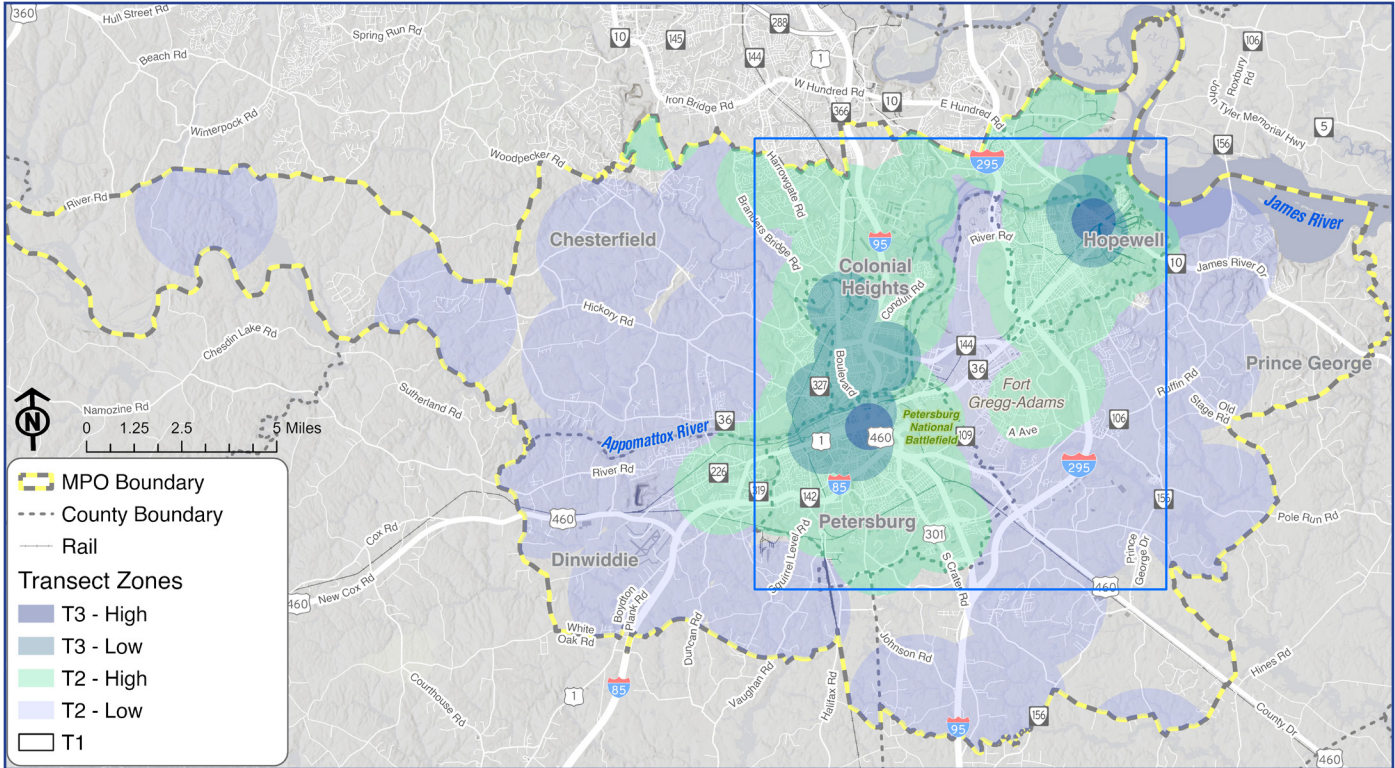 360
Hull Street Rd
Spring Run Rd
Beach Rd
Winterpock Rd
10
145
288
144
1
W Hundred Rd
Iron Bridge Rd
366
10
E Hundred Rd
106
Roxbury
Rd
John Tyler Memorial Hwy
5
156
Woodpecker Rd
River Rd
Harrowgate Rd
Branders Bridge Rd
295
95
Chesterfield
Colonial
Heights
Conduit Rd
River Rd
Hopewell
James River
10
James River Dr
Hickory Rd
Chesdin Lake Rd
Namozine Rd
Sutherland Rd
Boulevard
327
144
36
Fort
Gregg-Adams
Prince George
Ruffin Rd
Old
Stage Rd
106
A Ave
Petersburg
National
Battlefield
109
36
Appomattox River
1
460
River Rd
226
319
142
85
295
156
Petersburg
301
Squirrel Level Rd
S Crater Rd
Prince
George Dr
Pole Run Rd
460
Cox Rd
New Cox Rd
460
Dinwiddie
Boydton
Plank Rd
White
Oak Rd
Duncan Rd
Vaughan Rd
Halifax Rd
Johnson Rd
460
Courthouse Rd
1
85
95
156
Hines Rd
County Dr
460
N
0 1.25 2.5 5 Miles
MPO Boundary
County Boundary
Rail
Transect Zones
T3 - High
T3 - Low
T2 - High
T2 - Low
T1